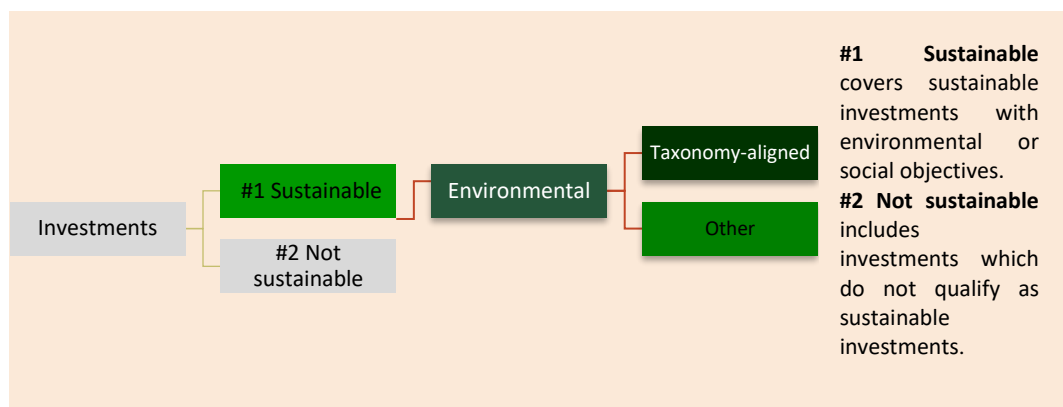 Investments
#1 Sustainable
#2 Not
sustainable
Environmental
Taxonomy-aligned
Other
#1 Sustainable
covers sustainable
investments with
environmental or
social objectives.
#2 Not sustainable
includes
investments which
do not qualify as
sustainable
investments.